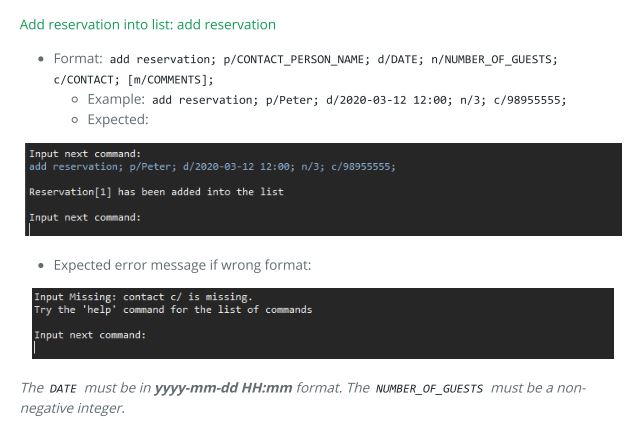 Add reservation into list: add reservation
• Format: add reservation; p/CONTACT_PERSON_NAME; d/DATE; n/NUMBER_OF_GUESTS;
c/CONTACT; [m/COMMENTS];
○ Example: add reservation; p/Peter; d/2020-03-12 12:00; n/3; c/98955555;
○ Expected:
Input next command:
add reservation; p/Peter; d/2020-03-12 12:00; n/3; c/98955555;
Reservation[1] has been added into the list
Input next command:
• Expected error message if wrong format:
Input Missing: contact c/ is missing.
Try the 'help' command for the list of commands
Input next command:
The DATE must be in yyyy-mm-dd HH:mm format. The NUMBER_OF_GUESTS must be a non-
negative integer.